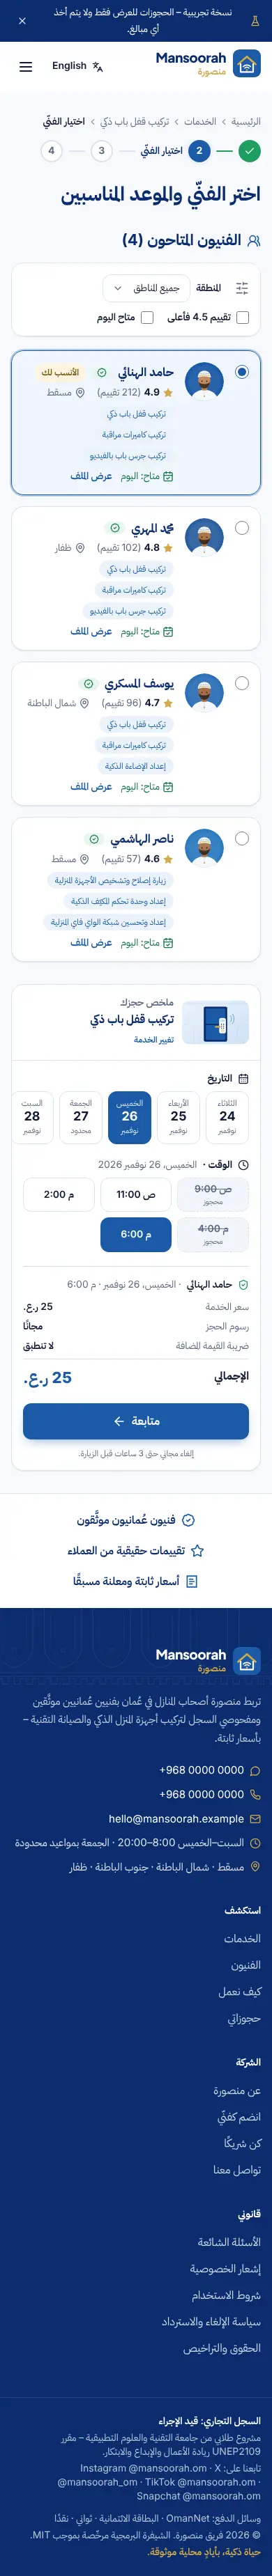 نسخة تجريبية – الحجوزات للعرض فقط ولا يتم أخذ
أي مبالغ.
Mansoorah
منصورة
English
الرئيسية
الخدمات
تركيب قفل باب ذكي
اختيار الفنّي
2
اختيار الفنّي
3
4
اختر الفنّي والموعد المناسبين
الفنيون المتاحون (4)
المنطقة
جميع المناطق
تقييم 4.5 فأعلى
متاح اليوم
حامد الهنائي
الأنسب لك
4.9 (212 تقييم)
مسقط
تركيب قفل باب ذكي
تركيب كاميرات مراقبة
تركيب جرس باب بالفيديو
متاح: اليوم
عرض الملف
محمد المهري
4.8 (102 تقييم)
ظفار
تركيب قفل باب ذكي
تركيب كاميرات مراقبة
تركيب جرس باب بالفيديو
متاح: اليوم
عرض الملف
يوسف المسكري
4.7 (96 تقييم)
شمال الباطنة
تركيب قفل باب ذكي
تركيب كاميرات مراقبة
إعداد الإضاءة الذكية
متاح: اليوم
عرض الملف
ناصر الهاشمي
4.6 (57 تقييم)
مسقط
زيارة إصلاح وتشخيص الأجهزة المنزلية
إعداد وحدة تحكم المكيّف الذكية
إعداد وتحسين شبكة الواي فاي المنزلية
متاح: اليوم
عرض الملف
ملخص حجزك
تركيب قفل باب ذكي
تغيير الخدمة
التاريخ
الثلاثاء
24
نوفمبر
الأربعاء
25
نوفمبر
الخميس
26
نوفمبر
الجمعة
27
محدود
السبت
28
نوفمبر
الوقت · الخميس، 26 نوفمبر 2026
9:00 ص
محجوز
11:00 ص
2:00 م
4:00 م
محجوز
6:00 م
حامد الهنائي · الخميس، 26 نوفمبر · 6:00 م
سعر الخدمة
25 ر.ع.
رسوم الحجز
مجانًا
ضريبة القيمة المضافة
لا تنطبق
الإجمالي
25 ر.ع.
متابعة
إلغاء مجاني حتى 3 ساعات قبل الزيارة.
فنيون عُمانيون موثّقون
تقييمات حقيقية من العملاء
أسعار ثابتة ومعلنة مسبقًا
Mansoorah
منصورة
تربط منصورة أصحاب المنازل في عُمان بفنيين عُمانيين موثّقين
ومفحوصي السجل لتركيب أجهزة المنزل الذكي والصيانة التقنية –
بأسعار ثابتة.
+968 0000 0000
+968 0000 0000
hello@mansoorah.example
السبت–الخميس 8:00–20:00 · الجمعة بمواعيد محدودة
مسقط · شمال الباطنة · جنوب الباطنة · ظفار
استكشف
الخدمات
الفنيون
كيف نعمل
حجوزاتي
الشركة
عن منصورة
انضم كفنّي
كن شريكًا
تواصل معنا
قانوني
الأسئلة الشائعة
إشعار الخصوصية
شروط الاستخدام
سياسة الإلغاء والاسترداد
الحقوق والتراخيص
السجل التجاري: قيد الإجراء
مشروع طلابي من جامعة التقنية والعلوم التطبيقية – مقرر
UNEP2109 ريادة الأعمال والإبداع والابتكار.
تابعنا على: Instagram @mansoorah.om · X
@mansoorah_om · TikTok @mansoorah.om ·
Snapchat @mansoorah.om
وسائل الدفع: OmanNet · البطاقة الائتمانية · ثواني · نقدًا
© 2026 فريق منصورة. الشيفرة البرمجية مرخّصة بموجب MIT.
حياة ذكية، بأيادٍ محلية موثوقة.